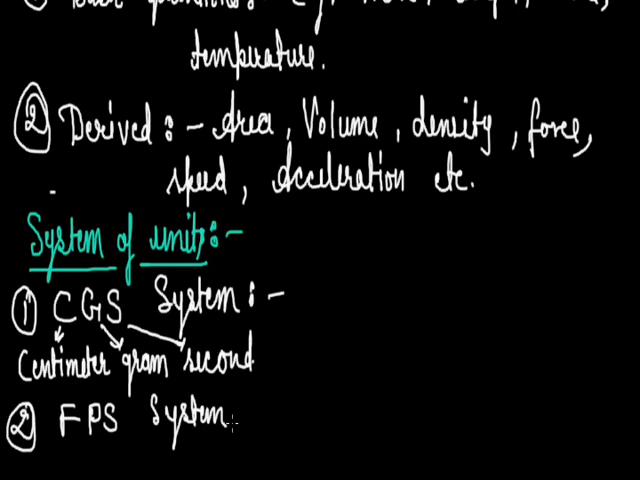 temperature.
② Derived :- Area, Volume, density, force,
speed, Acceleration etc.
System of units :-
① CGS System :-
Centimeter gram second
② FPS System